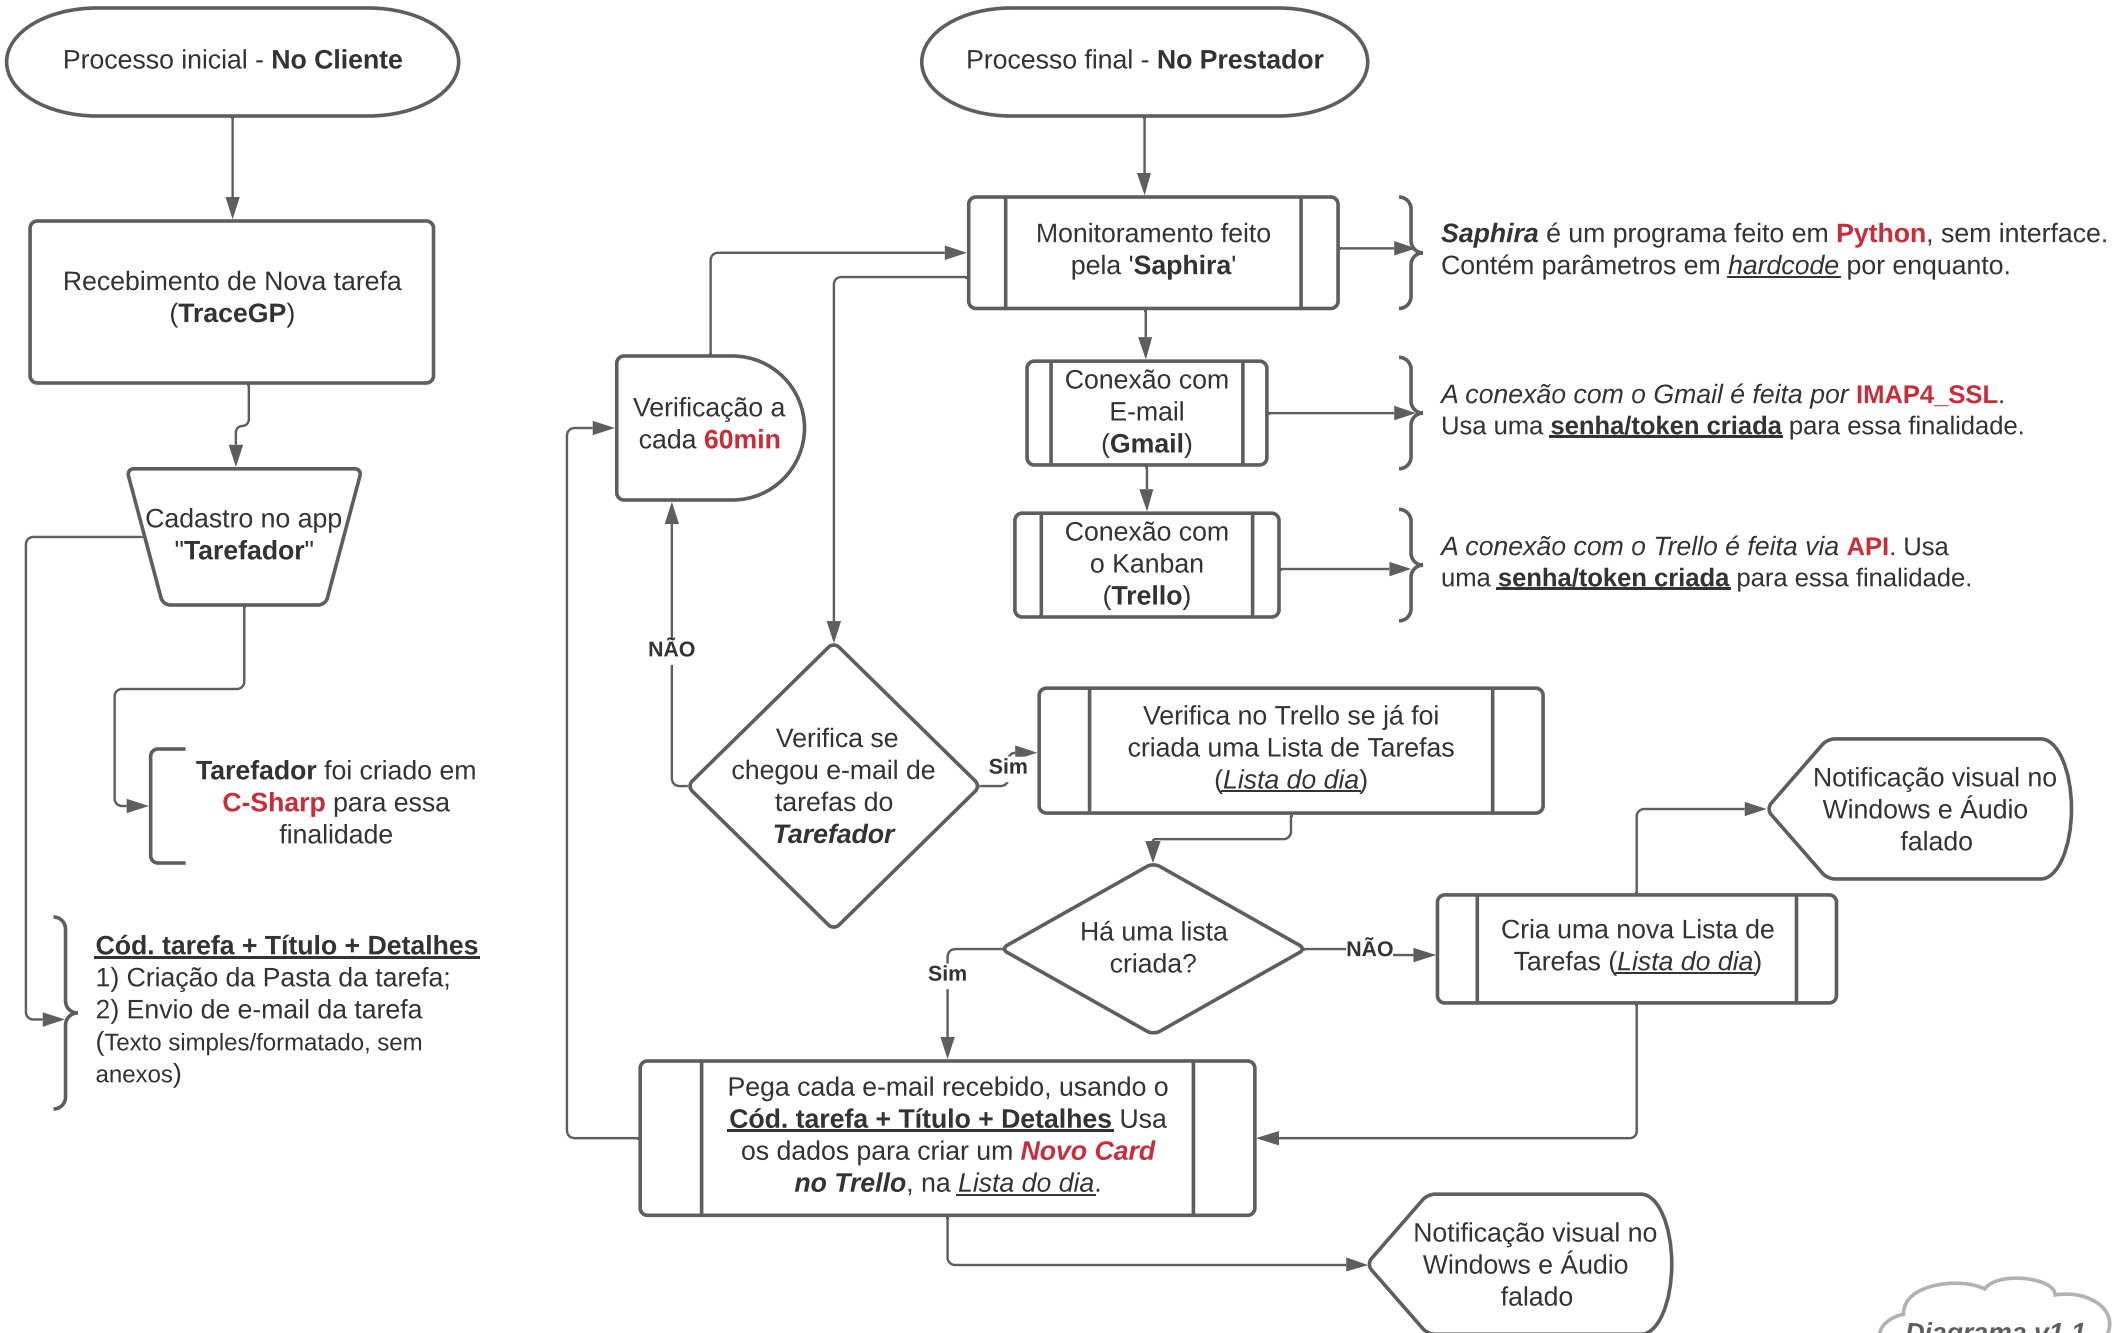 Processo inicial - No Cliente
Recebimento de Nova tarefa
(TraceGP)
Cadastro no app
"Tarefador"
Tarefador foi criado em
C-Sharp para essa
finalidade
Cód. tarefa + Título + Detalhes
1) Criação da Pasta da tarefa;
2) Envio de e-mail da tarefa
(Texto simples/formatado, sem
anexos)
Processo final - No Prestador
Monitoramento feito
pela 'Saphira'
Saphira é um programa feito em Python, sem interface.
Contém parâmetros em hardcode por enquanto.
Conexão com
E-mail
(Gmail)
A conexão com o Gmail é feita por IMAP4_SSL.
Usa uma senha/token criada para essa finalidade.
Conexão com
o Kanban
(Trello)
A conexão com o Trello é feita via API. Usa
uma senha/token criada para essa finalidade.
Verificação a
cada 60min
NÃO
Verifica se
chegou e-mail de
tarefas do
Tarefador
Sim
Verifica no Trello se já foi
criada uma Lista de Tarefas
(Lista do dia)
Há uma lista
criada?
Sim
NÃO
Cria uma nova Lista de
Tarefas (Lista do dia)
Notificação visual no
Windows e Áudio
falado
Pega cada e-mail recebido, usando o
Cód. tarefa + Título + Detalhes Usa
os dados para criar um Novo Card
no Trello, na Lista do dia.
Notificação visual no
Windows e Áudio
falado
Diagrama v1.1